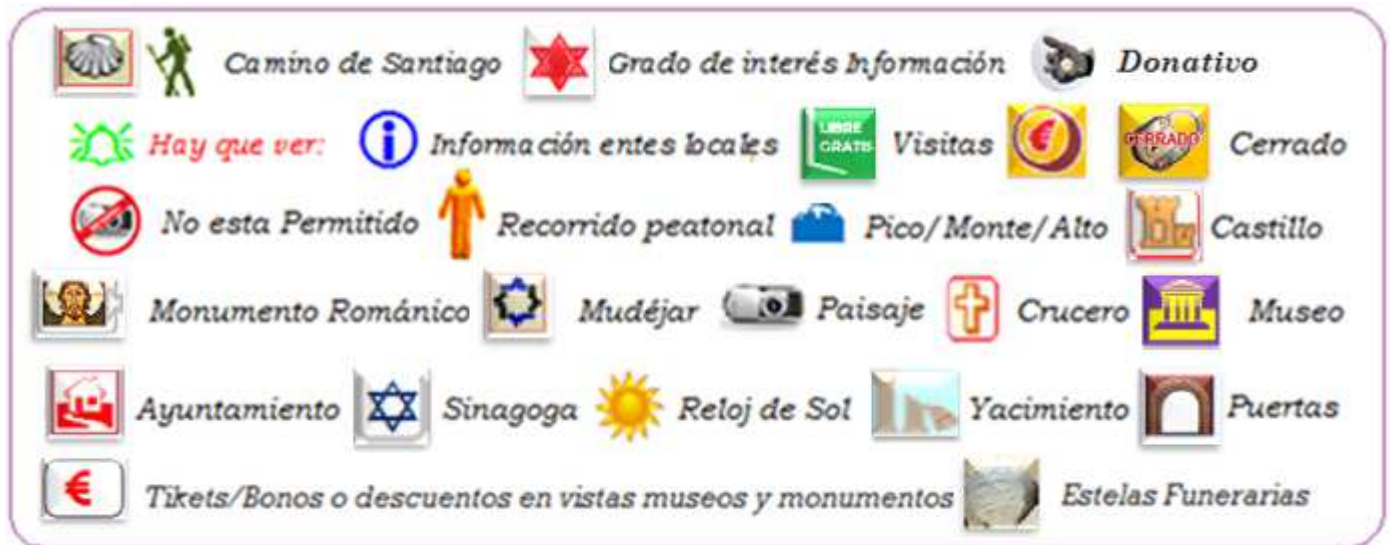 Camino de Santiago Grado de interés Información Donativo
Hay que ver: i Información entes locales LIBRE GRATIS Visitas € CERRADO Cerrado
No esta Permitido Recorrido peatonal Pico/Monte/Alto Castillo
Monumento Románico Mudéjar Paisaje Crucero Museo
Ayuntamiento Sinagoga Reloj de Sol Yacimiento Puertas
€ Tikets/Bonos o descuentos en vistas museos y monumentos Estelas Funerarias